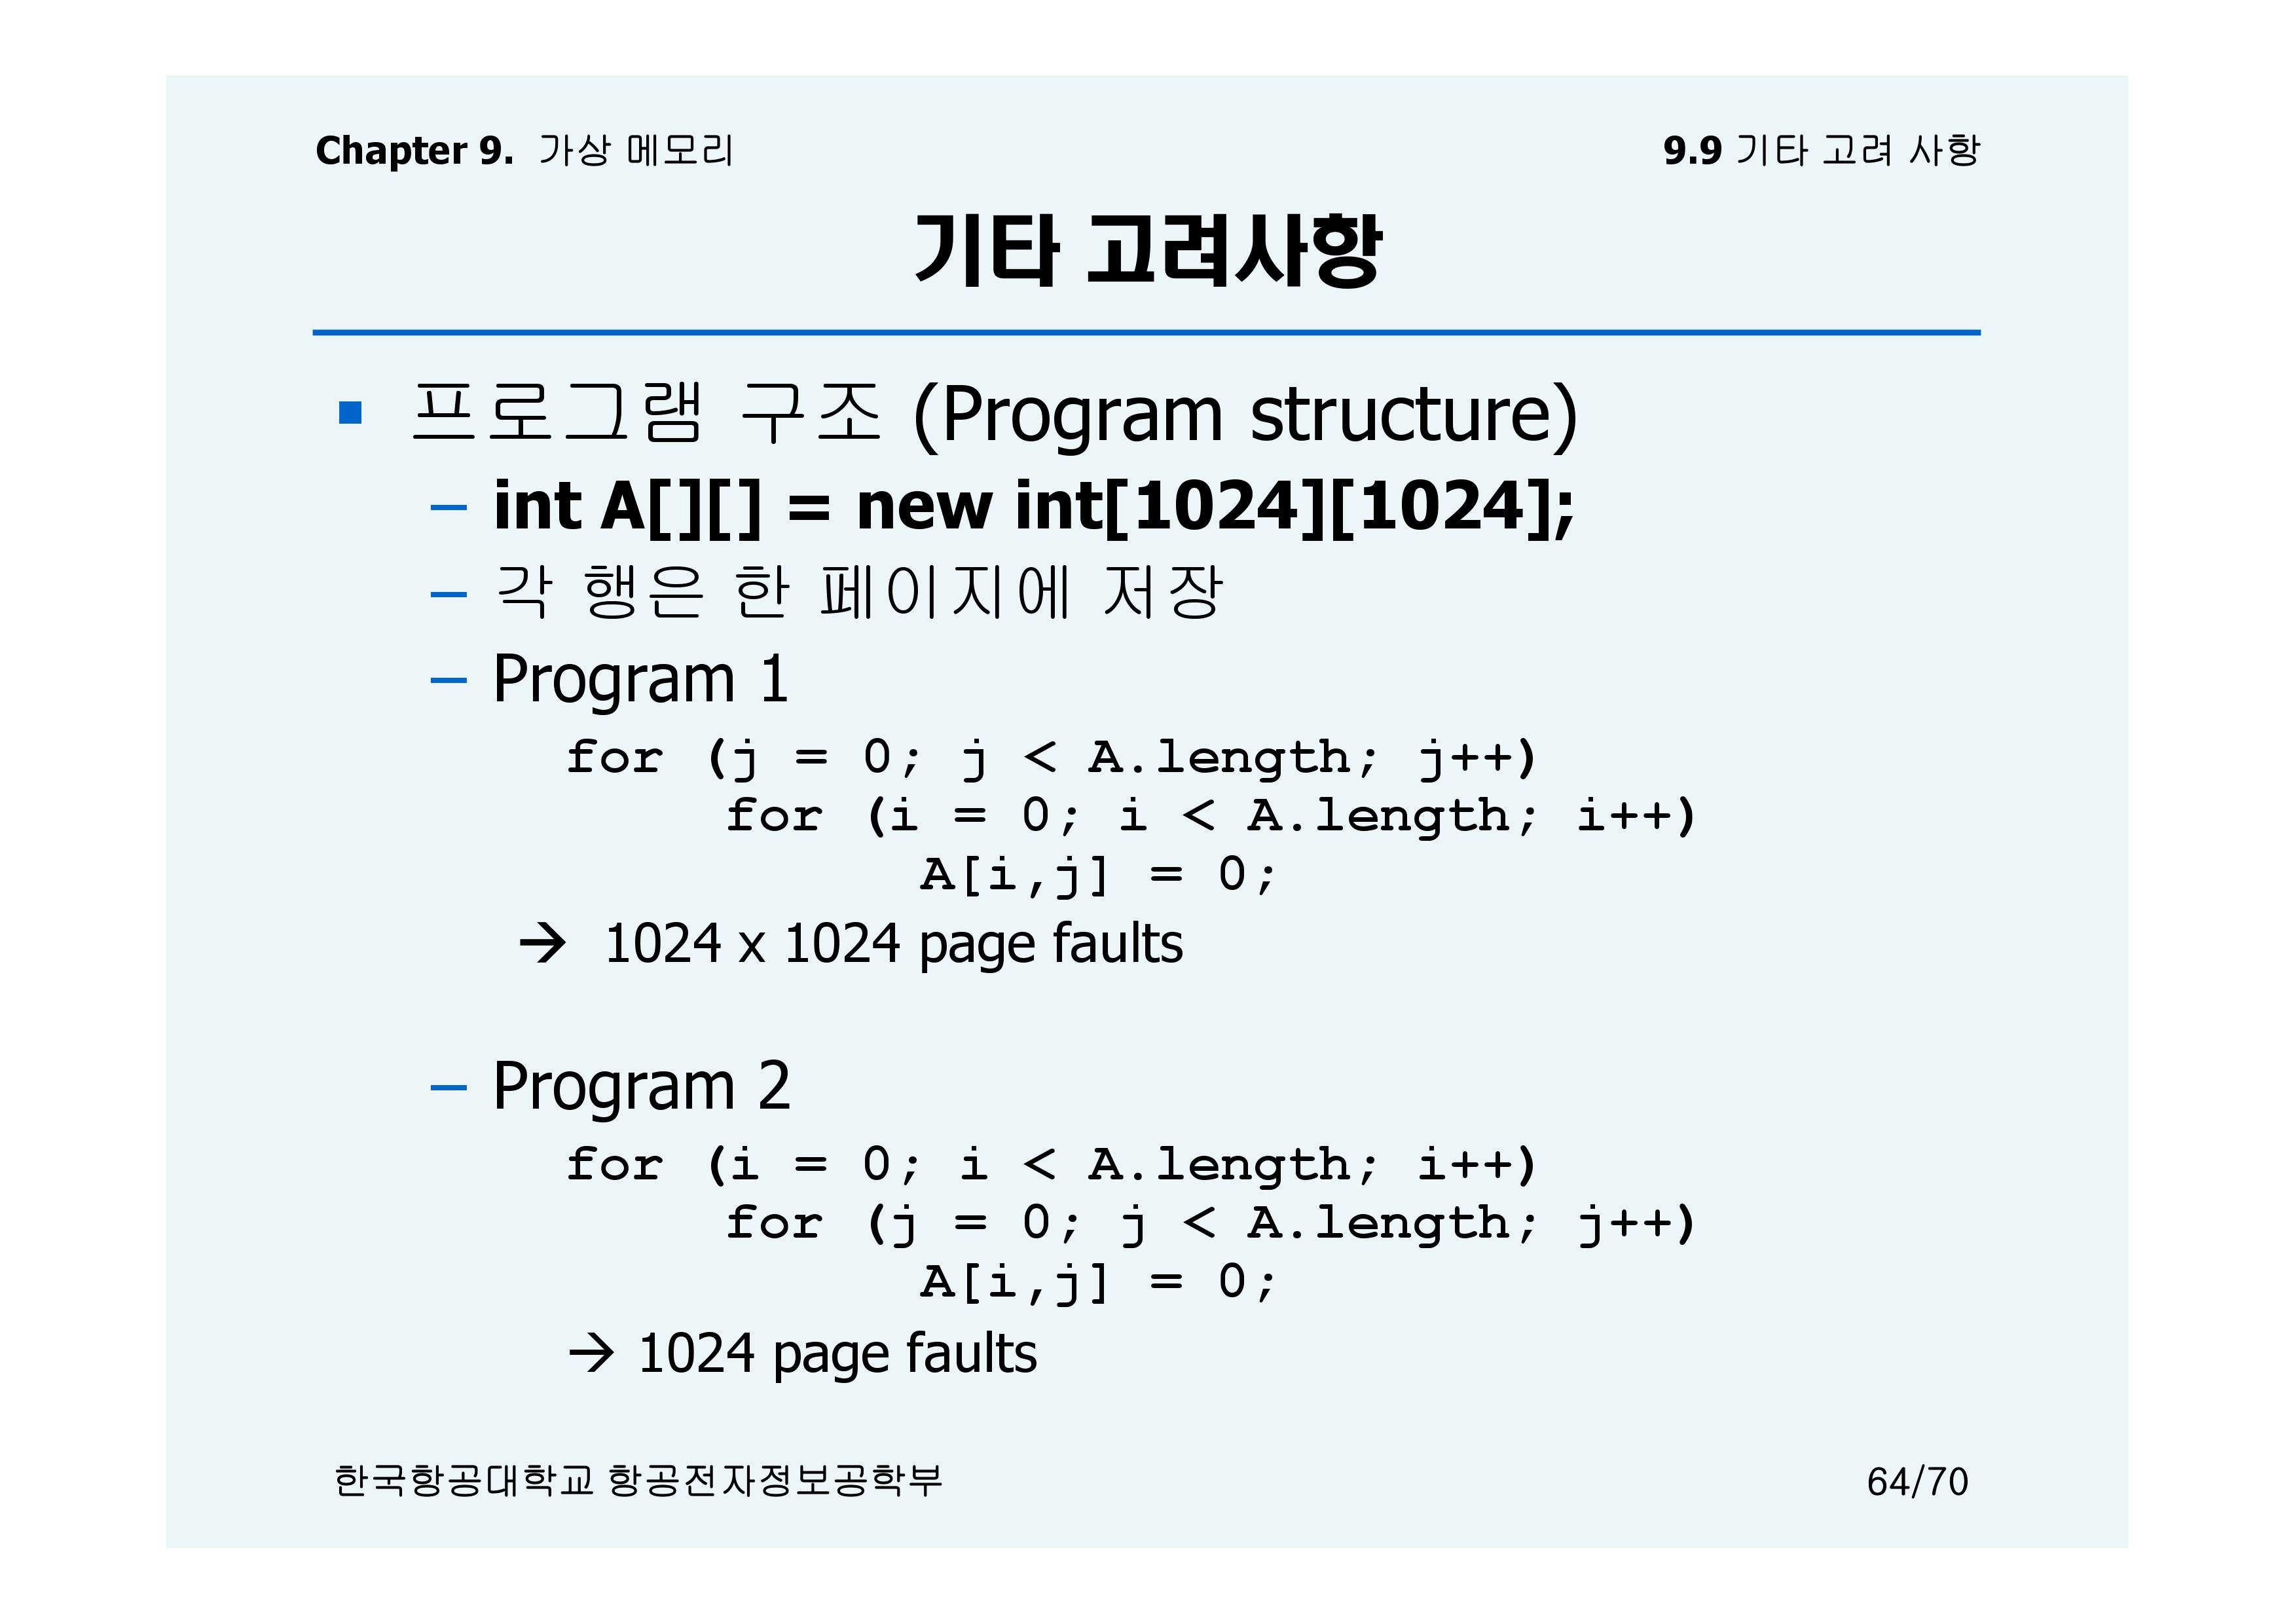 Chapter 9. 가상 메모리
9.9 기타 고려 사항
기타 고려사항
▪ 프로그램 구조 (Program structure)
– int A[][] = new int[1024][1024];
– 각 행은 한 페이지에 저장
– Program 1
for (j = 0; j < A.length; j++)
for (i = 0; i < A.length; i++)
A[i,j] = 0;
→ 1024 x 1024 page faults
– Program 2
for (i = 0; i < A.length; i++)
for (j = 0; j < A.length; j++)
A[i,j] = 0;
→ 1024 page faults
한국항공대학교 항공전자정보공학부
64/70